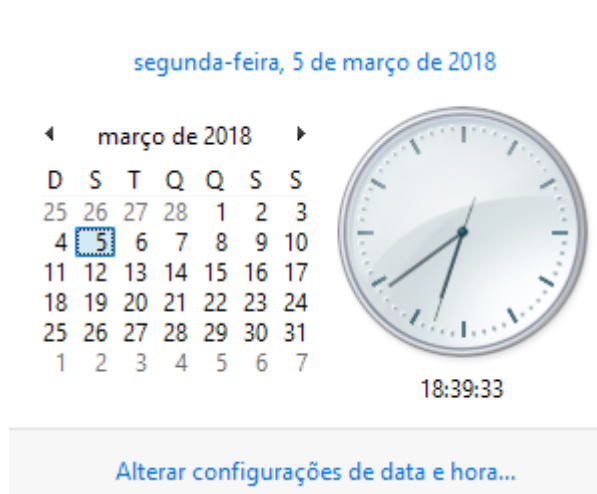 segunda-feira, 5 de março de 2018
março de 2018
D S T Q Q S S
25 26 27 28 1 2 3
4 5 6 7 8 9 10
11 12 13 14 15 16 17
18 19 20 21 22 23 24
25 26 27 28 29 30 31
1 2 3 4 5 6 7
18:39:33
Alterar configurações de data e hora...